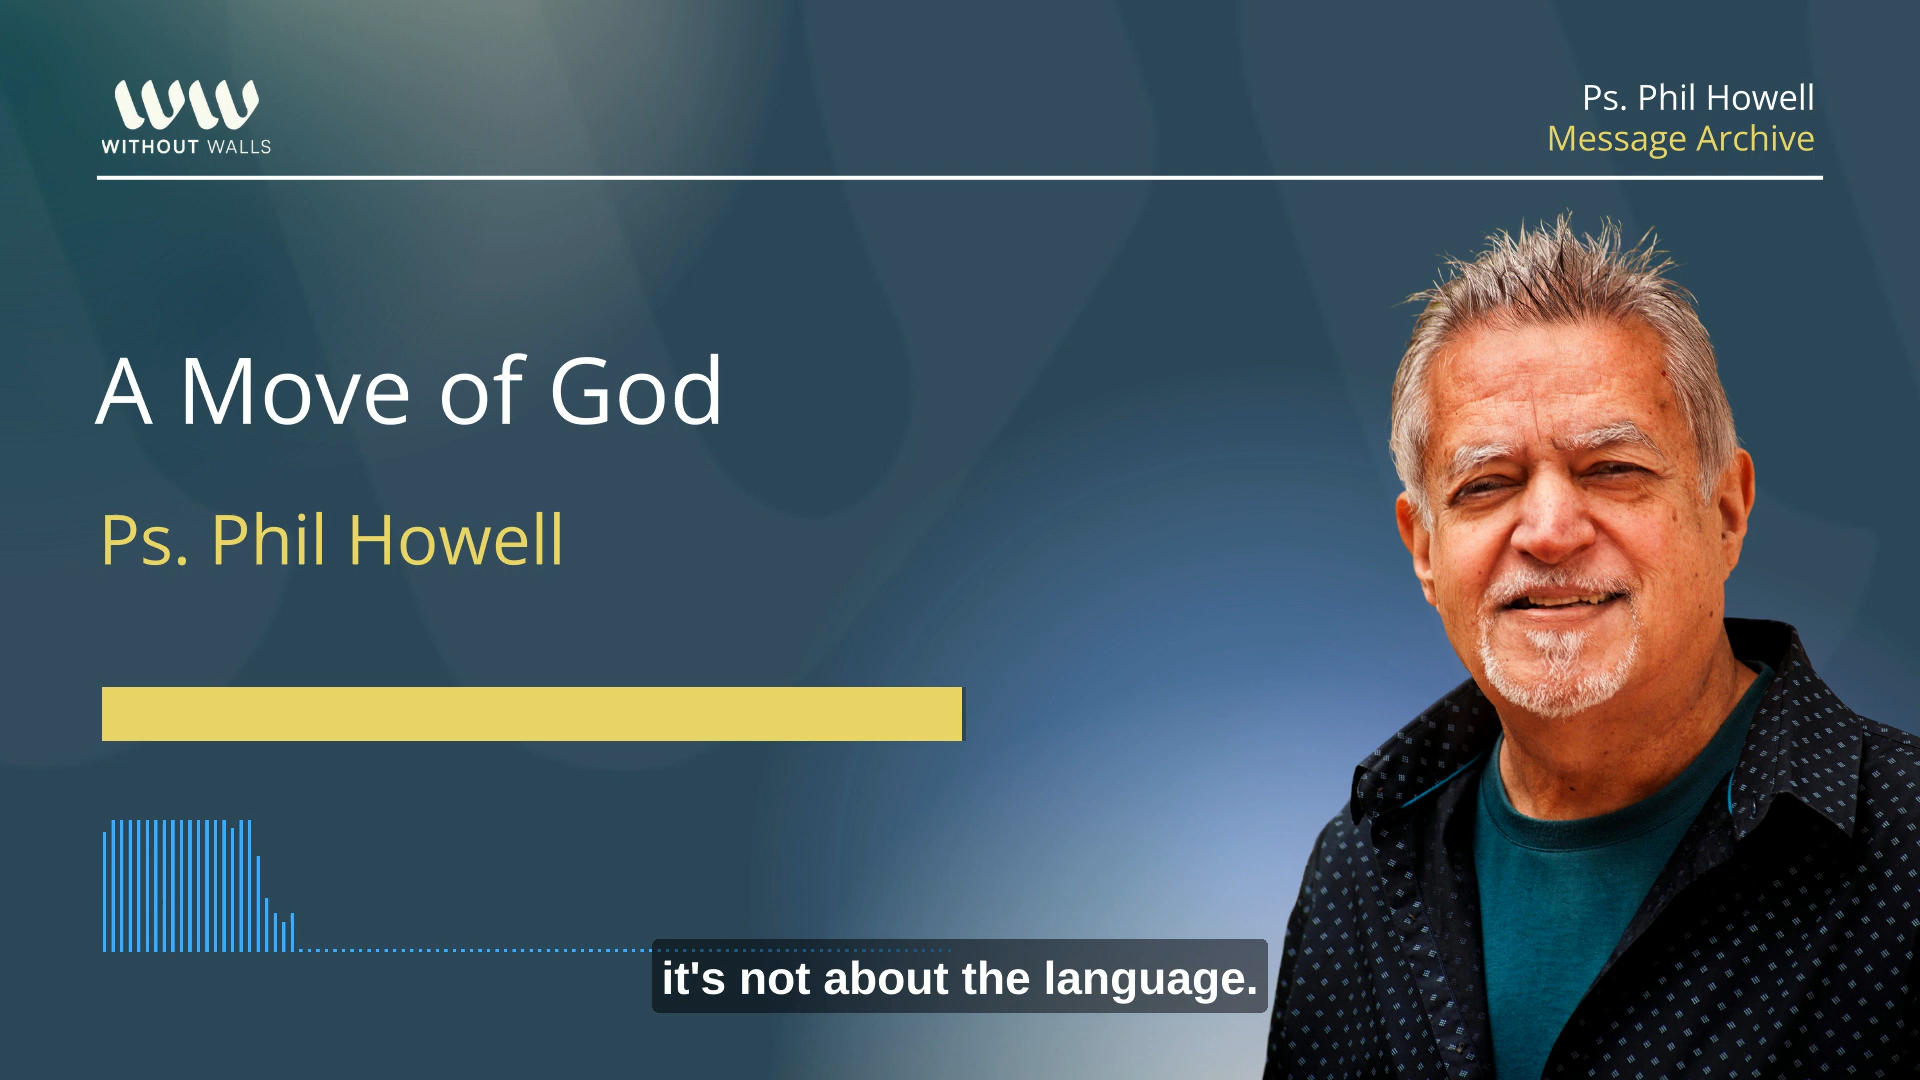 WITHOUT WALLS
Ps. Phil Howell
Message Archive
A Move of God
Ps. Phil Howell
it's not about the language.